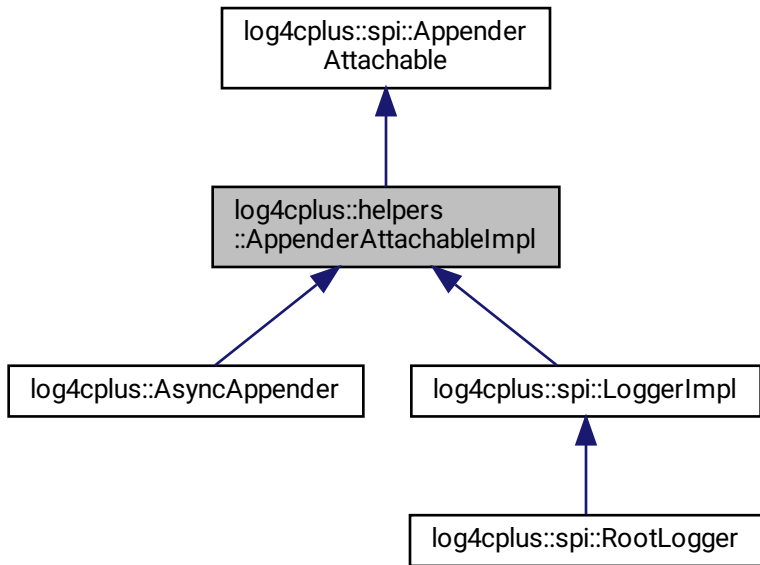 log4cplus::spi::Appender
Attachable
log4cplus::helpers
::AppenderAttachableImpl
log4cplus::AsyncAppender
log4cplus::spi::LoggerImpl
log4cplus::spi::RootLogger